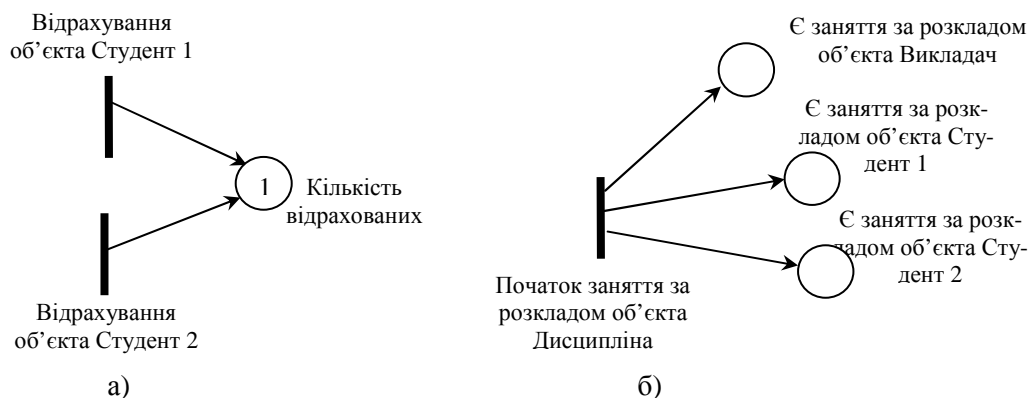 Відрахування
об’єкта Студент 1
1
Кількість
відрахованих
Відрахування
об’єкта Студент 2
а)
Є заняття за розкладом
об’єкта Викладач
Є заняття за розк-
ладом об’єкта Сту-
дент 1
Є заняття за розк-
ладом об’єкта Сту-
дент 2
Початок заняття за
розкладом об’єкта
Дисципліна
б)